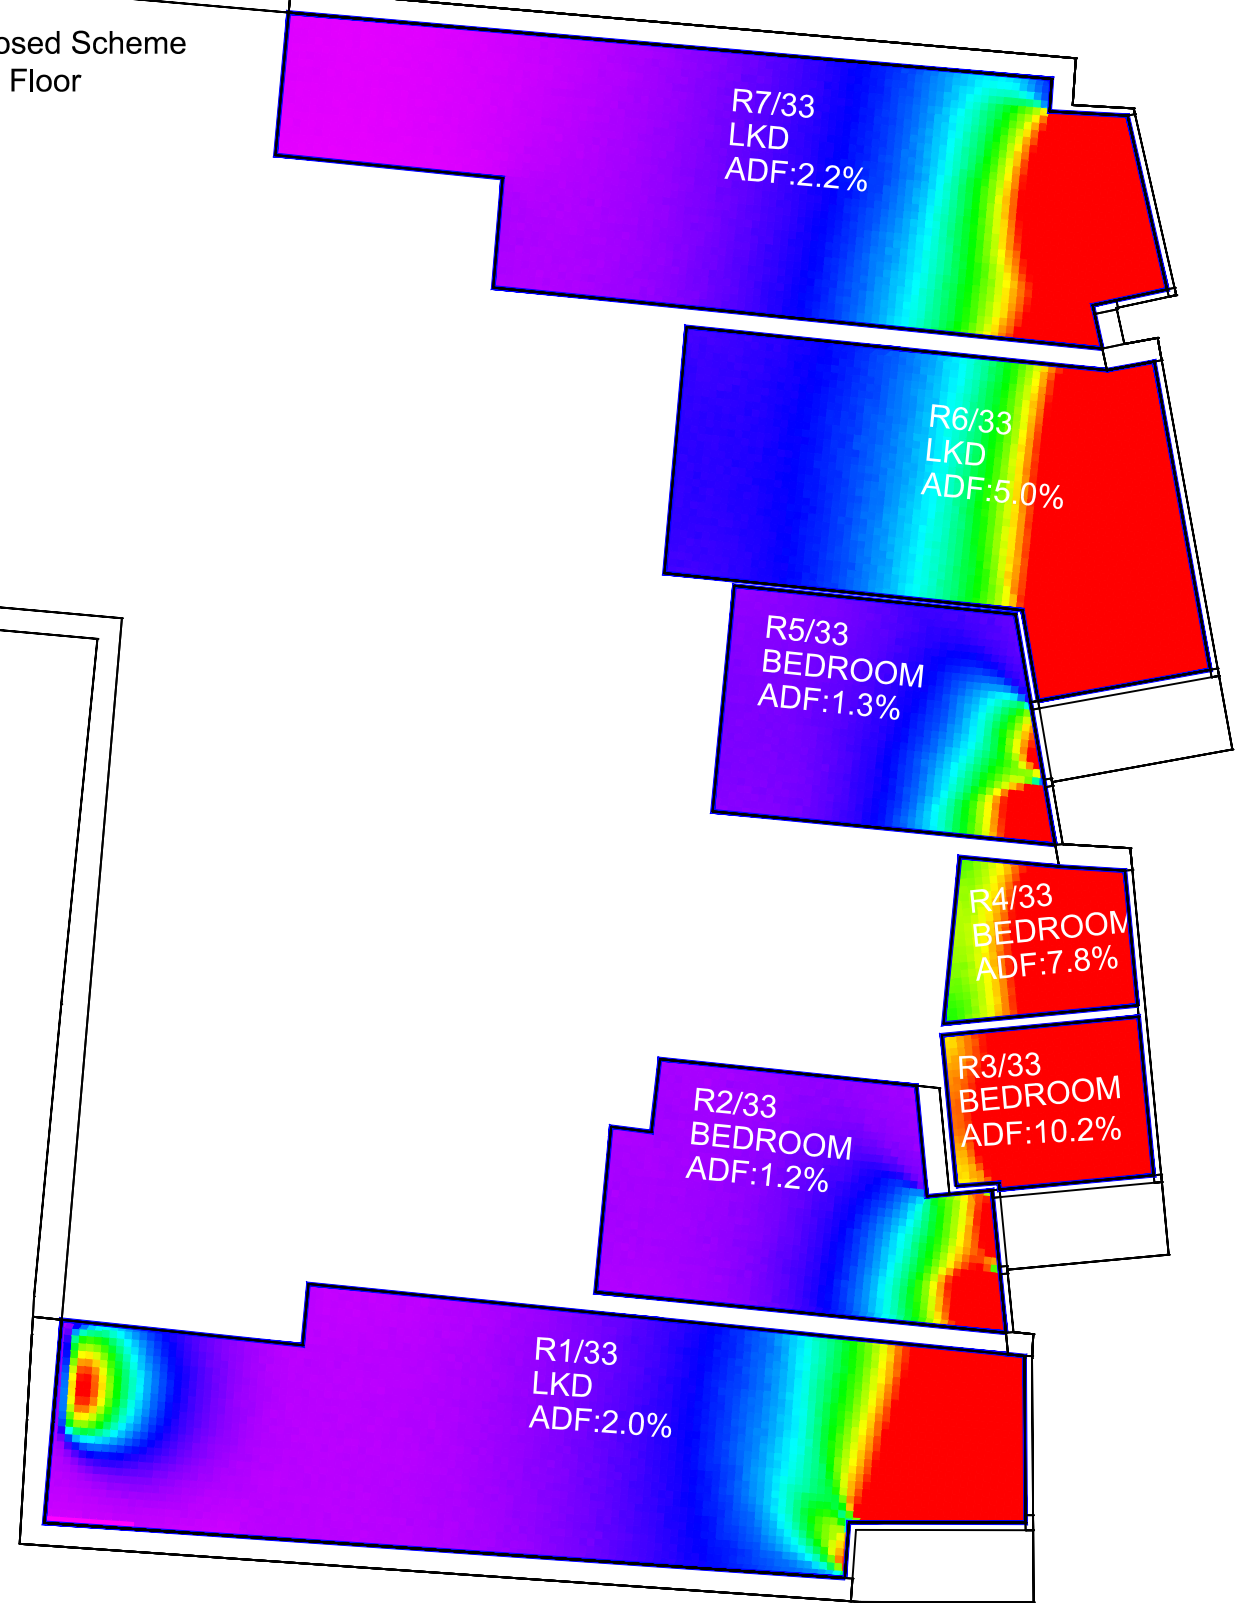 Scheme
Floor
R7/33
LKD
ADF:2.2%
R6/33
LKD
ADF:5.0%
R5/33
BEDROOM
ADF:1.3%
R4/33
BEDROOM
ADF:7.8%
R3/33
BEDROOM
ADF:10.2%
R2/33
BEDROOM
ADF:1.2%
R1/33
LKD
ADF:2.0%